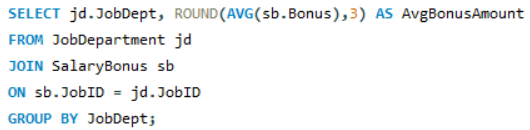 SELECT jd.JobDept, ROUND(AVG(sb.Bonus),3) AS AvgBonusAmount
FROM JobDepartment jd
JOIN SalaryBonus sb
ON sb.JobID = jd.JobID
GROUP BY JobDept;